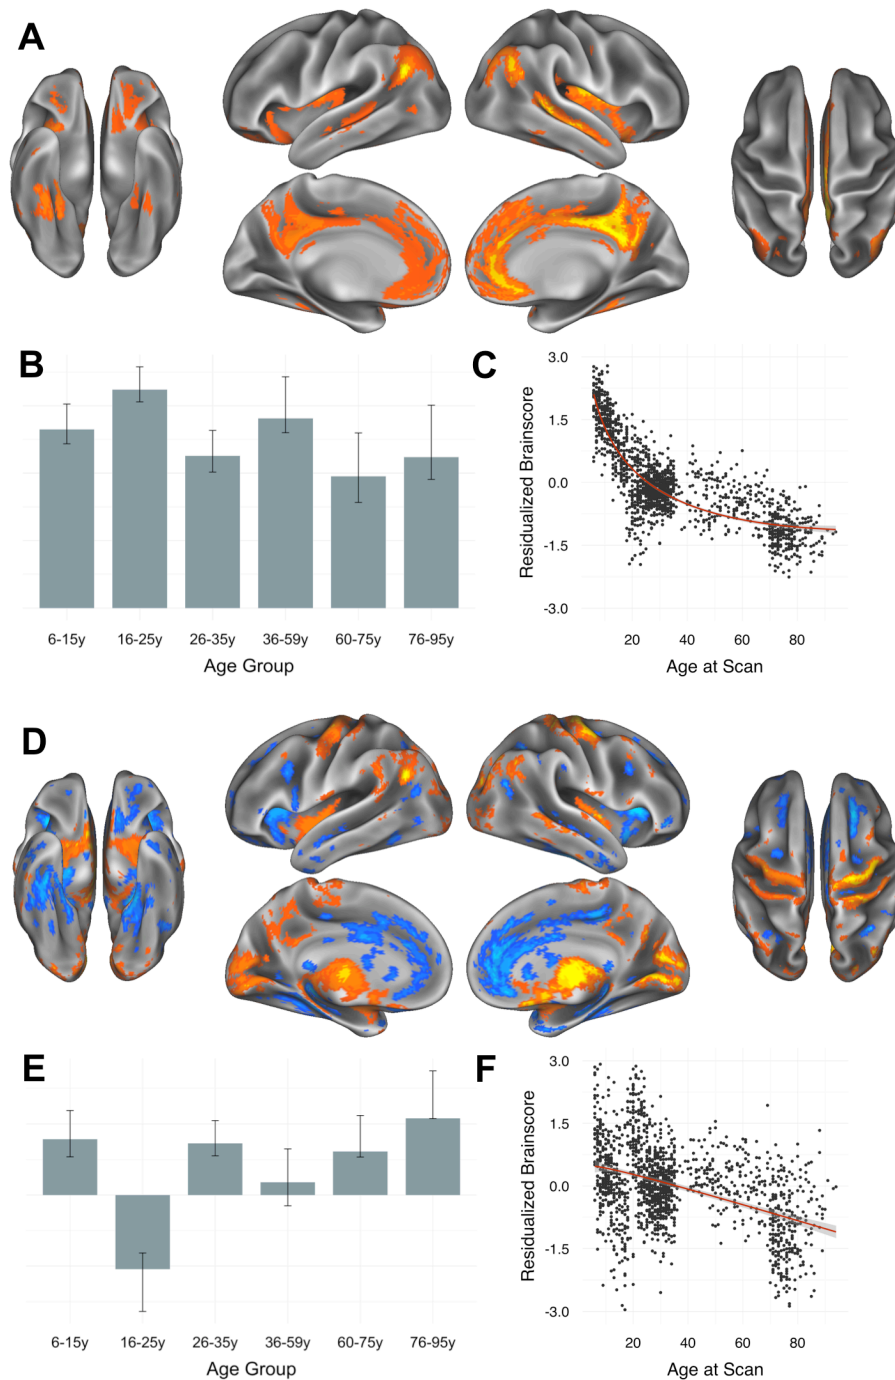 A
B
6-15y 16-25y 26-35y 36-59y 60-75y 76-95y
Age Group
C
Residualized Brainscore
3.0
1.5
0.0
-1.5
-3.0
20 40 60 80
Age at Scan
D
E
6-15y 16-25y 26-35y 36-59y 60-75y 76-95y
Age Group
F
Residualized Brainscore
3.0
1.5
0.0
-1.5
-3.0
20 40 60 80
Age at Scan